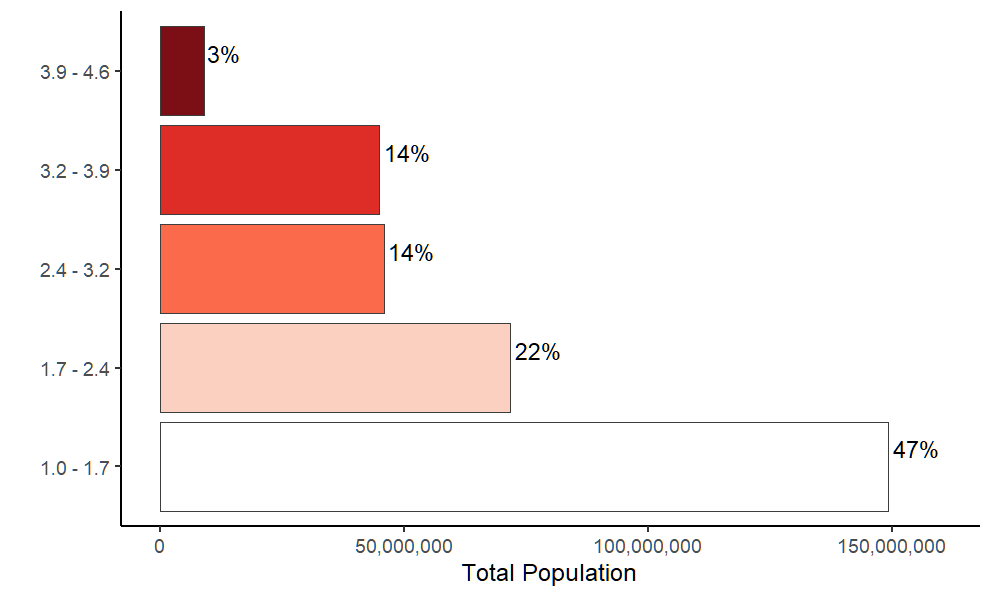 3.9 - 4.6 3%
3.2 - 3.9 14%
2.4 - 3.2 14%
1.7 - 2.4 22%
1.0 - 1.7 47%
0 50,000,000 100,000,000 150,000,000
Total Population